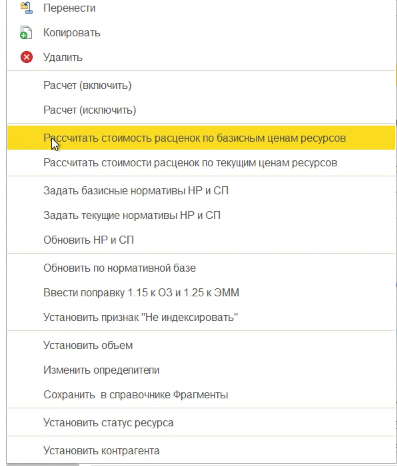 Перенести
Копировать
Удалить
Расчет (включить)
Расчет (исключить)
Рассчитать стоимость расценок по базисным ценам ресурсов
Рассчитать стоимости расценок по текущим ценам ресурсов
Задать базисные нормативы НР и СП
Задать текущие нормативы НР и СП
Обновить НР и СП
Обновить по нормативной базе
Ввести поправку 1.15 к ОЗ и 1.25 к ЭММ
Установить признак "Не индексировать"
Установить объем
Изменить определители
Сохранить в справочнике Фрагменты
Установить статус ресурса
Установить контрагента